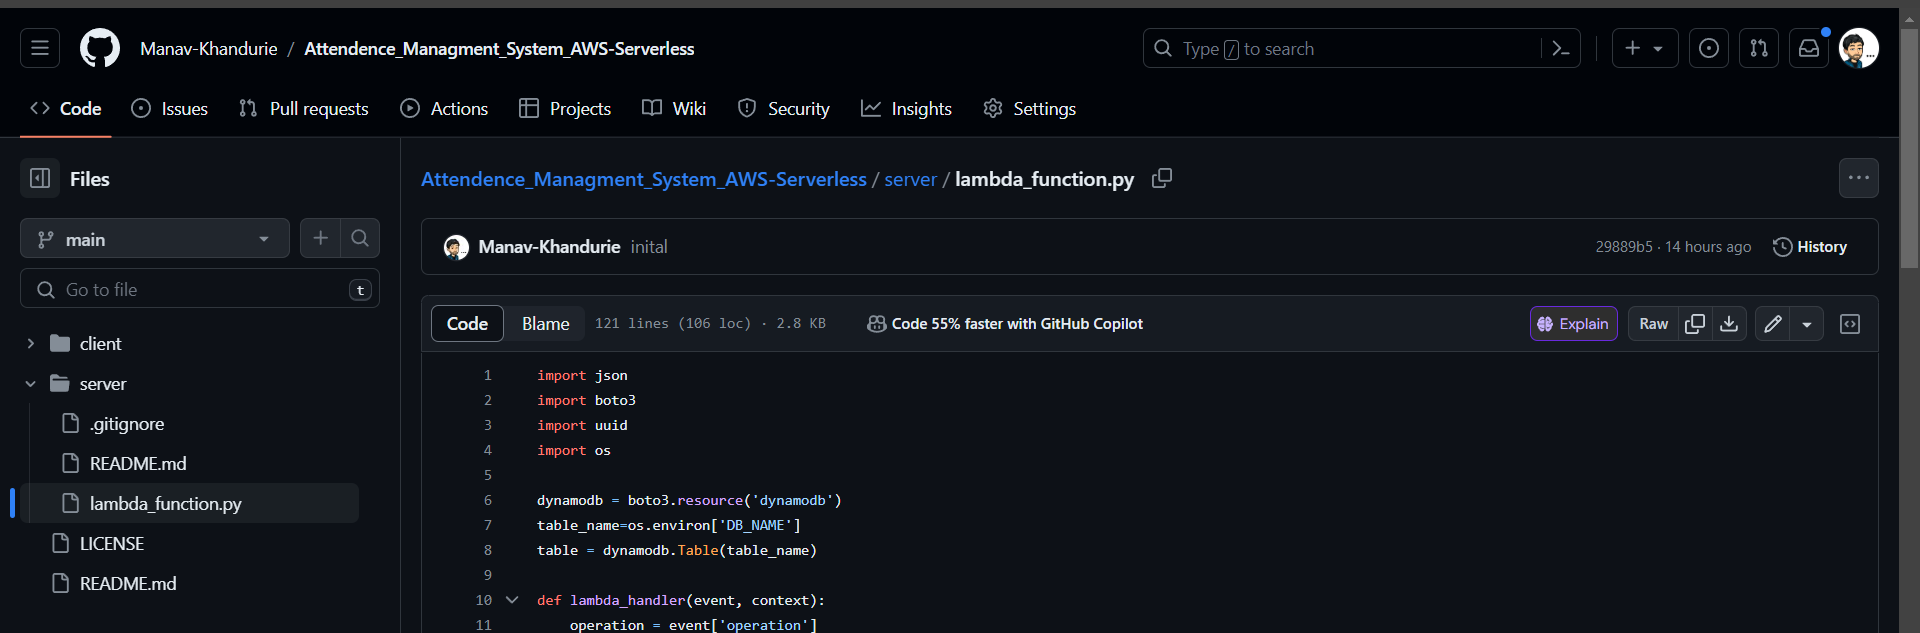 Manav-Khandurie / Attendence_Managment_System_AWS-Serverless
Type / to search
Code Issues Pull requests Actions Projects Wiki Security Insights Settings
Files
main
Go to file t
client
server
.gitignore
README.md
lambda_function.py
LICENSE
README.md
Attendence_Managment_System_AWS-Serverless / server / lambda_function.py
Manav-Khandurie inital
29889b5 · 14 hours ago History
Code Blame 121 lines (106 loc) · 2.8 KB Code 55% faster with GitHub Copilot
Explain Raw
1 import json
2 import boto3
3 import uuid
4 import os
5
6 dynamodb = boto3.resource('dynamodb')
7 table_name=os.environ['DB_NAME']
8 table = dynamodb.Table(table_name)
9
10 def lambda_handler(event, context):
11 operation = event['operation']